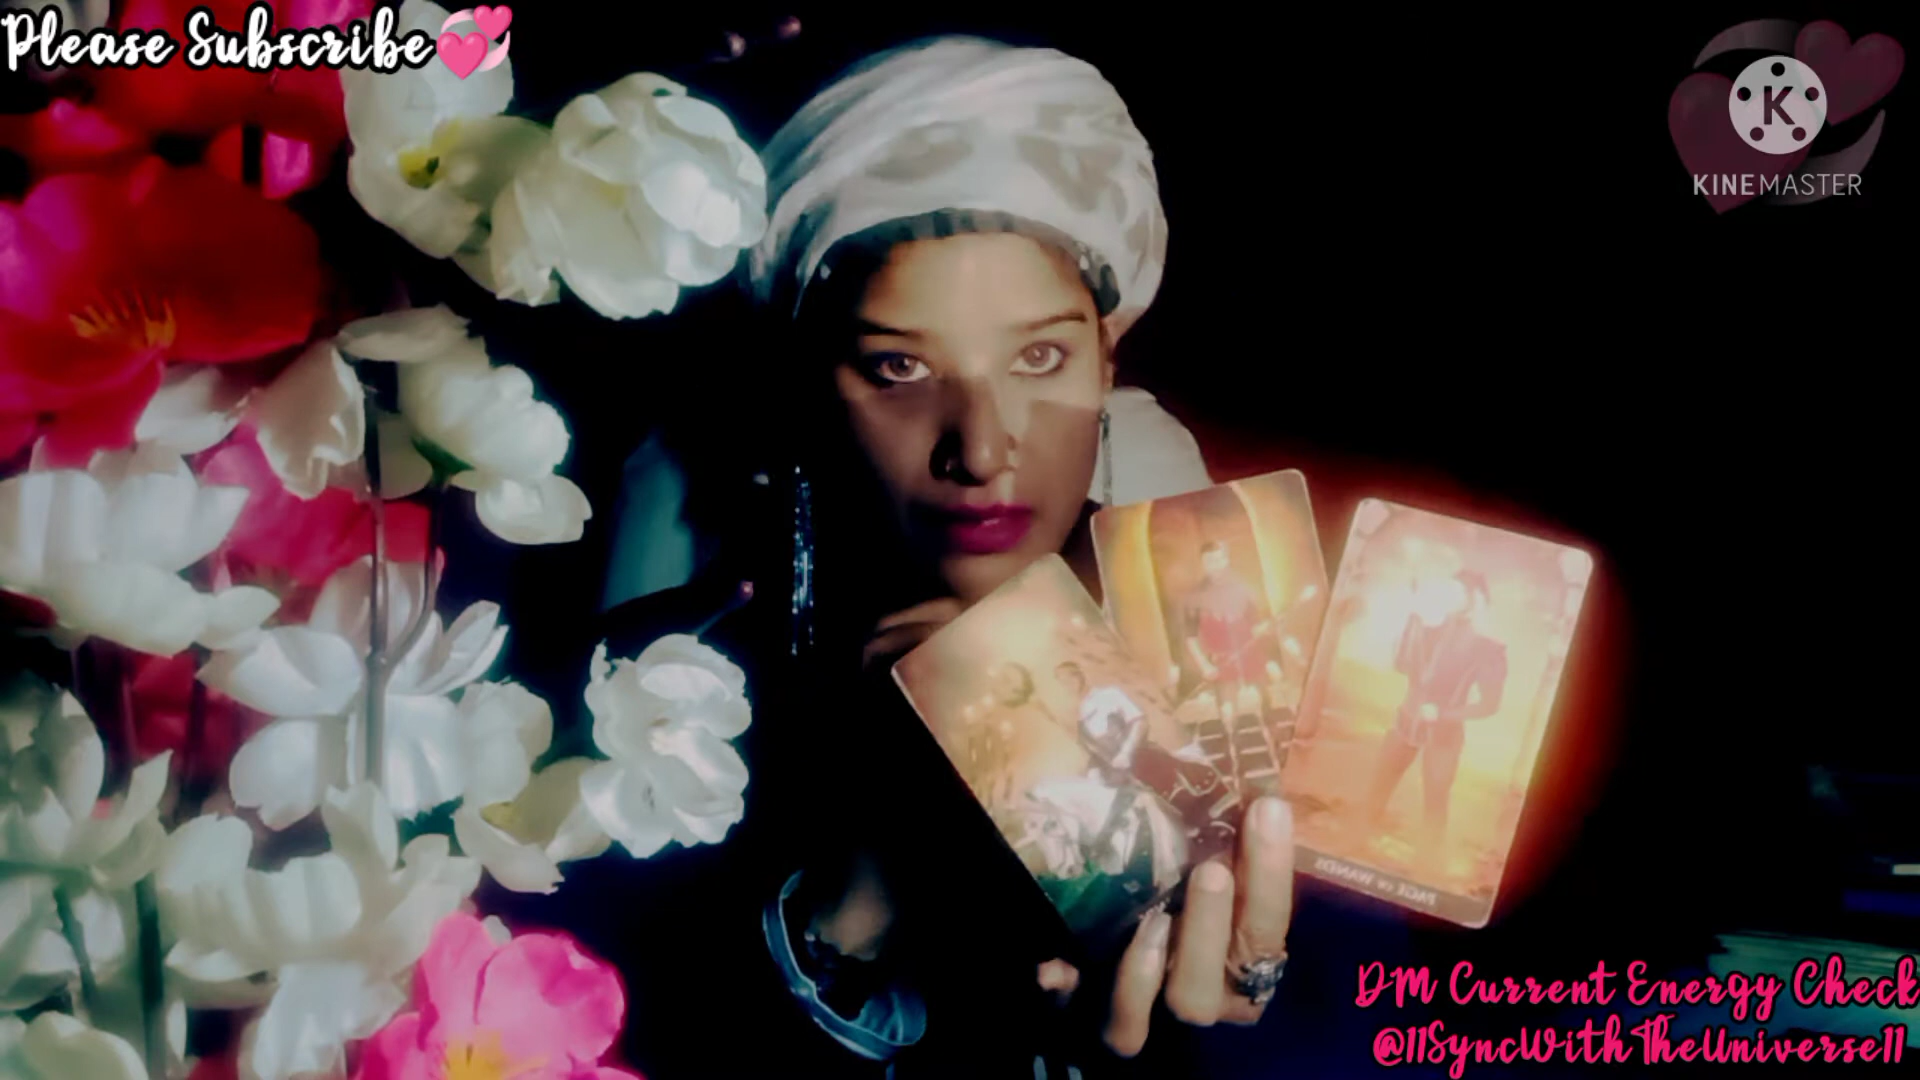 Please Subscribe💞
KINEMASTER
PAGE OF WANDS
DM Current Energy Check
@11SyncWithTheUniverse11